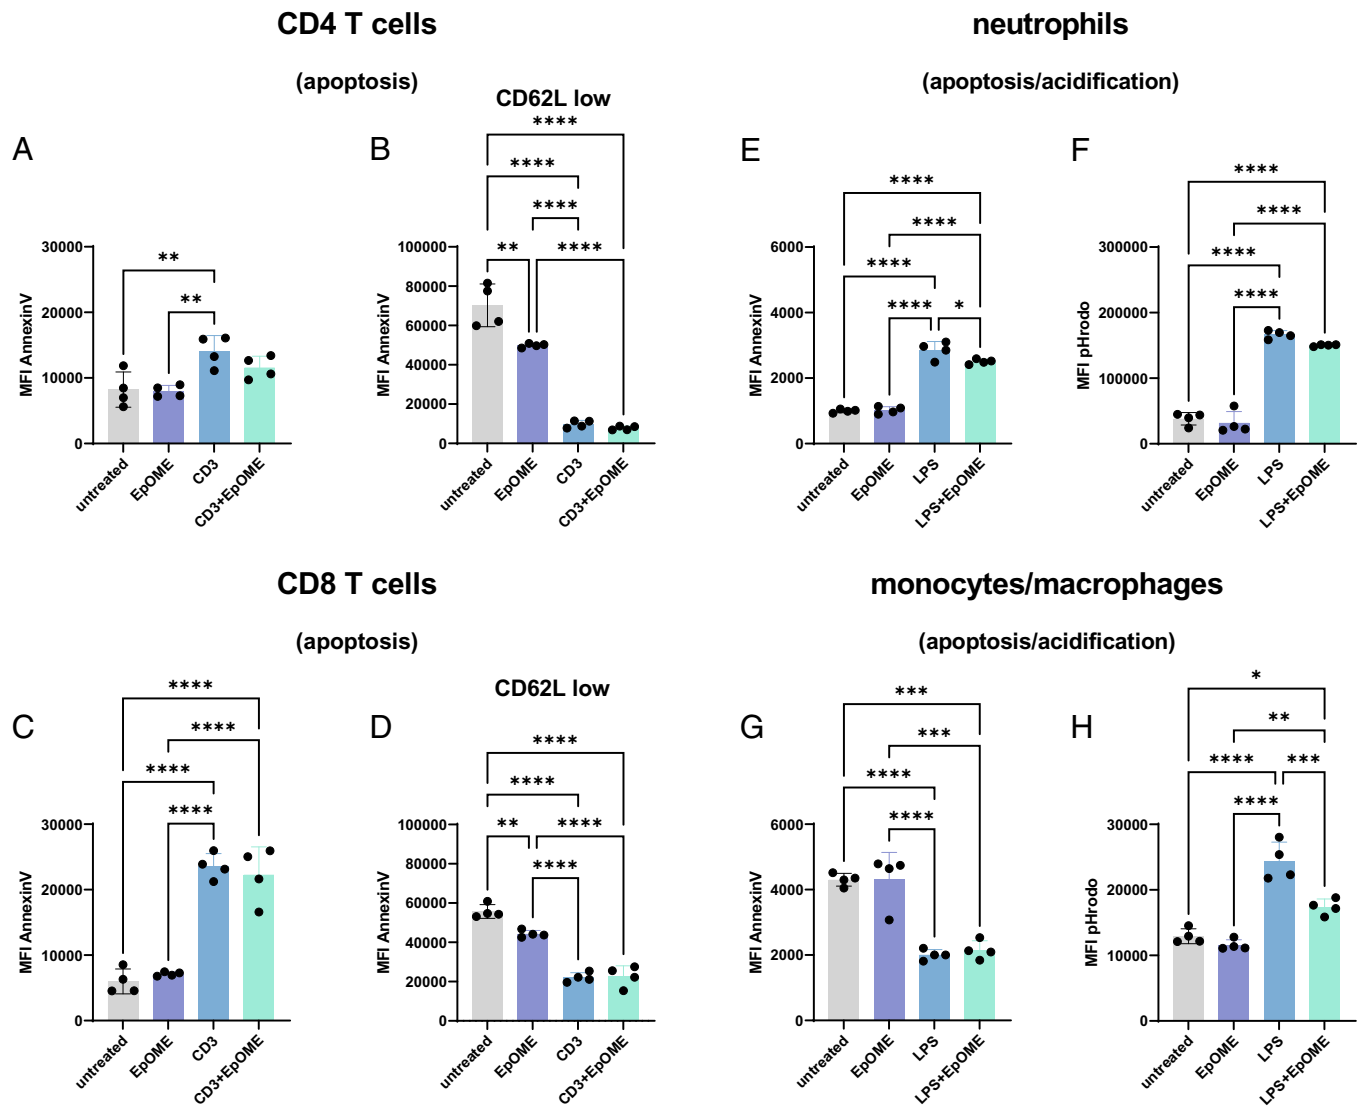 CD4 T cells
(apoptosis)
A
MFI AnnexinV
30000
20000
10000
0
**
**
untreated
EpOME
CD3
CD3+EpOME
B
CD62L low
MFI AnnexinV
100000
80000
60000
40000
20000
0
****
****
****
**
****
untreated
EpOME
CD3
CD3+EpOME
neutrophils
(apoptosis/acidification)
E
MFI AnnexinV
6000
4000
2000
0
****
****
****
****
*
untreated
EpOME
LPS
LPS+EpOME
F
MFI pHrodo
300000
200000
100000
0
****
****
****
****
untreated
EpOME
LPS
LPS+EpOME
CD8 T cells
(apoptosis)
C
MFI AnnexinV
30000
20000
10000
0
****
****
****
****
untreated
EpOME
CD3
CD3+EpOME
D
CD62L low
MFI AnnexinV
100000
80000
60000
40000
20000
0
****
****
**
****
****
untreated
EpOME
CD3
CD3+EpOME
monocytes/macrophages
(apoptosis/acidification)
G
MFI AnnexinV
6000
4000
2000
0
***
***
****
****
untreated
EpOME
LPS
LPS+EpOME
H
MFI pHrodo
30000
20000
10000
0
*
**
****
***
****
untreated
EpOME
LPS
LPS+EpOME